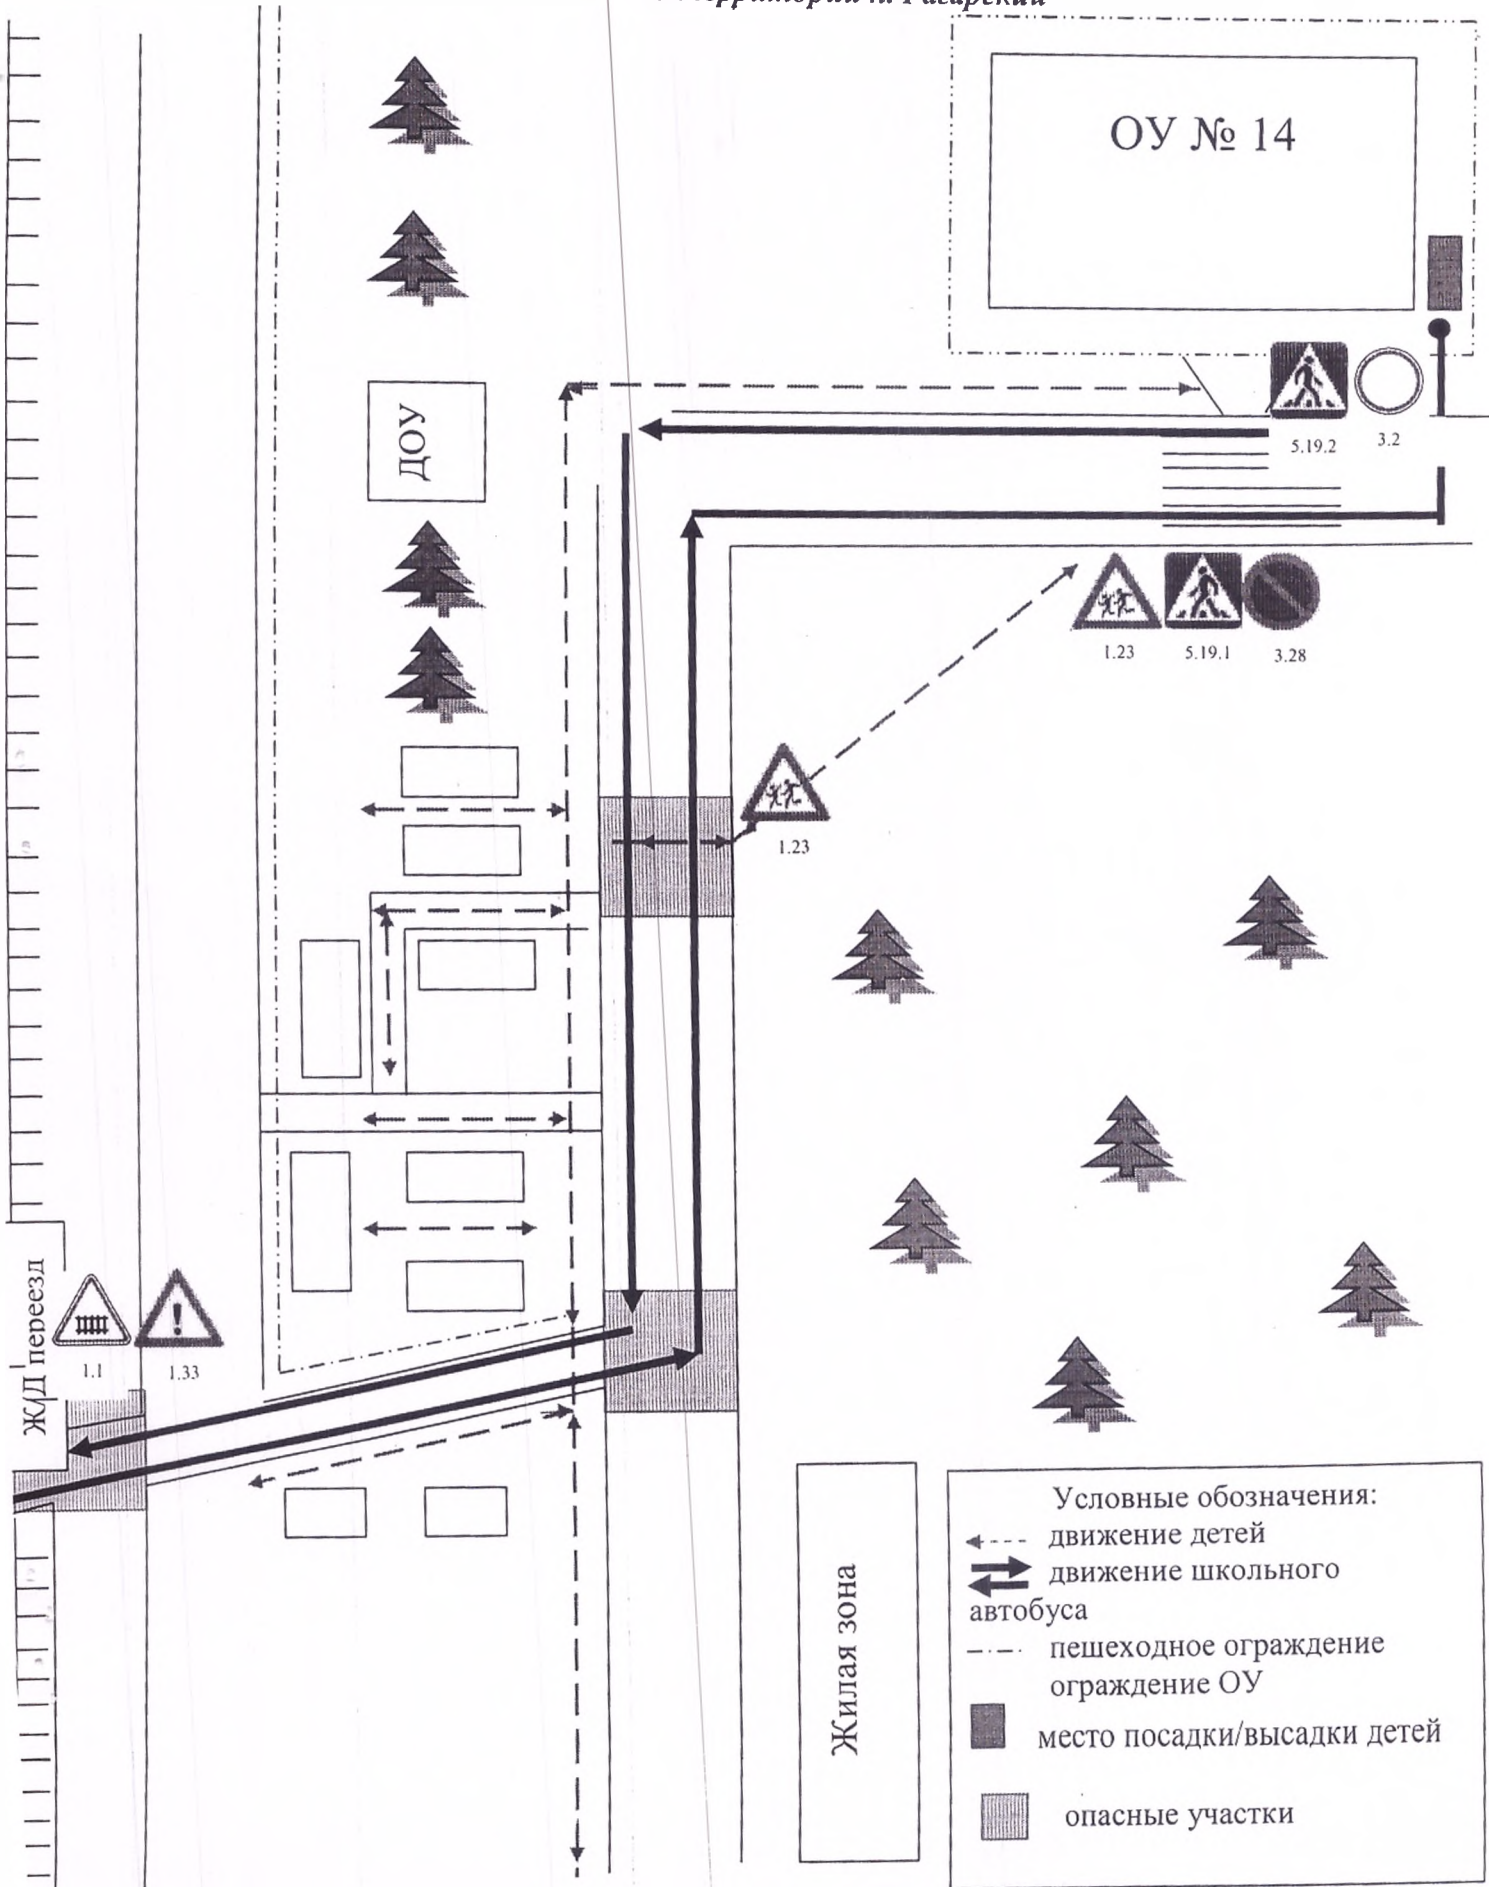 ОУ № 14
ДОУ
5.19.2
3.2
1.23
5.19.1
3.28
1.23
Ж/Д переезд
1.1
1.33
Жилая зона
Условные обозначения:
движение детей
движение школьного
автобуса
пешеходное ограждение
ограждение ОУ
место посадки/высадки детей
опасные участки